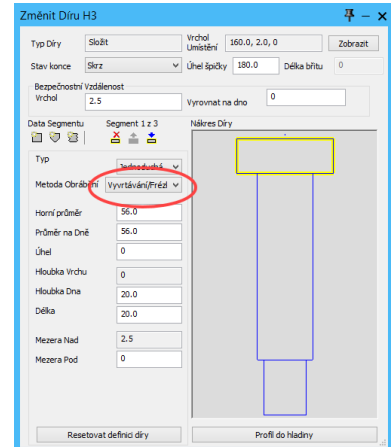 Změnit Díru H3
Typ Díry Složit Vrchol Umístění 160.0, 2.0, 0 Zobrazit
Stav konce Skrz Úhel špičky 180.0 Délka břitu 0
Bezpečnostní Vzdálenost
Vrchol 2.5 Vyrovnat na dno 0
Data Segmentu Segment 1 z 3 Nákres Díry
Typ Jednoduchá
Metoda Obrábění Vyvrtávání/Frézl
Horní průměr 56.0
Průměr na Dně 56.0
Úhel 0
Hloubka Vrchu 0
Hloubka Dna 20.0
Délka 20.0
Mezera Nad 2.5
Mezera Pod 0
Resetovat definici díry Profil do hladiny